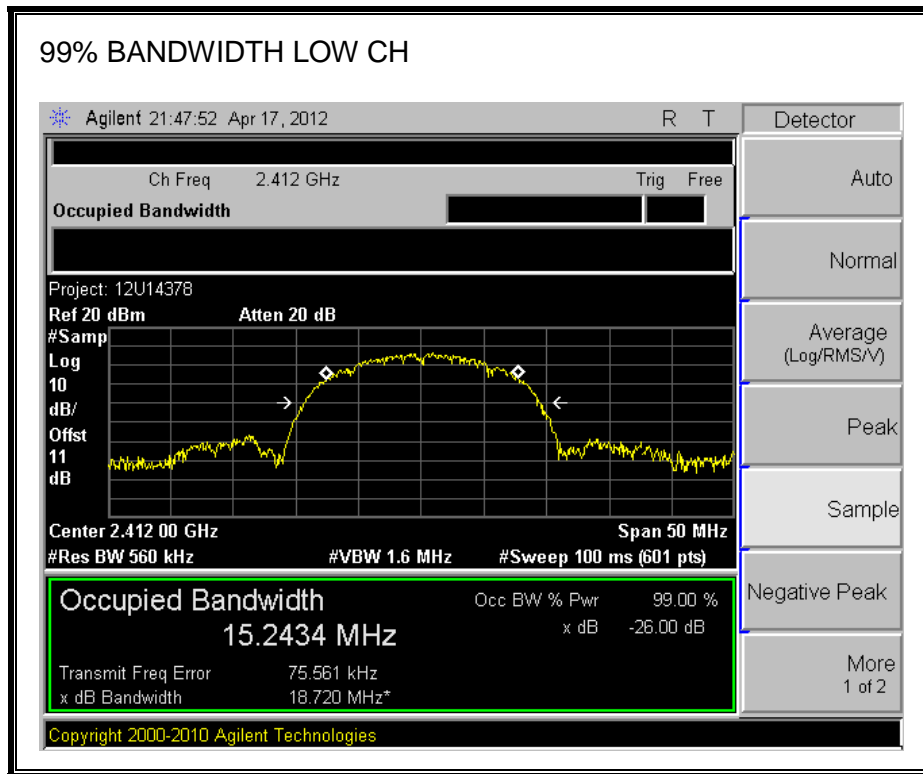 99% BANDWIDTH LOW CH
Agilent 21:47:52 Apr 17, 2012 R T
Detector
Ch Freq 2.412 GHz Trig Free
Occupied Bandwidth
Auto
Normal
Project: 12U14378
Ref 20 dBm Atten 20 dB
#Samp
Log
10
dB/
Offst
11
dB
Average
(Log/RMS/V)
Peak
Sample
Center 2.412 00 GHz Span 50 MHz
#Res BW 560 kHz #VBW 1.6 MHz #Sweep 100 ms (601 pts)
Occupied Bandwidth Occ BW % Pwr 99.00 %
15.2434 MHz x dB -26.00 dB
Negative Peak
Transmit Freq Error 75.561 kHz
x dB Bandwidth 18.720 MHz*
More
1 of 2
Copyright 2000-2010 Agilent Technologies